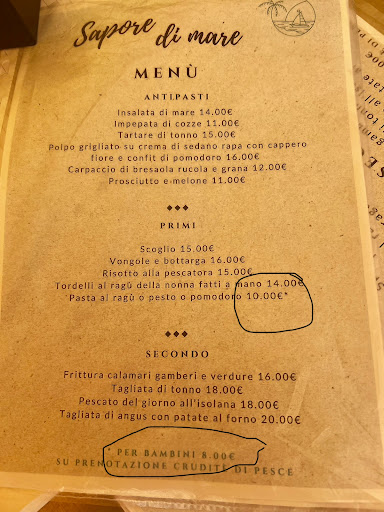 Sapore di mare
MENÙ
ANTIPASTI
Insalata di mare 14.00€
Impepata di cozze 11.00€
Tartare di tonno 15.00€
Polpo grigliato su crema di sedano rapa con cappero
fiore e confit di pomodoro 16.00€
Carpaccio di bresaola rucola e grana 12.00€
Prosciutto e melone 11.00€
PRIMI
Scoglio 15.00€
Vongole e bottarga 16.00€
Risotto alla pescatora 15.00€
Tordelli al ragù della nonna fatti a mano 14.00€
*Pasta al ragù o pesto o pomodoro 10.00€*
SECONDO
Frittura calamari gamberi e verdure 16.00€
Tagliata di tonno 18.00€
Pescato del giorno all'isolana 18.00€
Tagliata di angus con patate al forno 20.00€
* PER BAMBINI 8.00€
SU PRENOTAZIONE CRUDITÈ DI PESCE